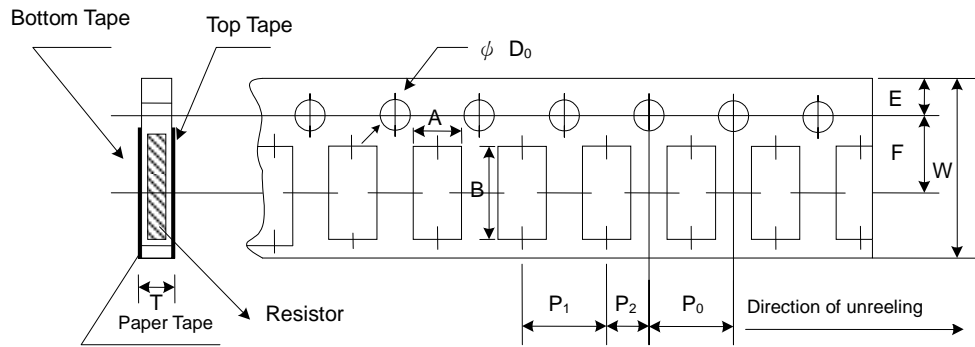 Bottom Tape
Top Tape
ψ D₀
E
A
F
W
B
T
P₁
P₂
P₀
Direction of unreeling
Paper Tape
Resistor